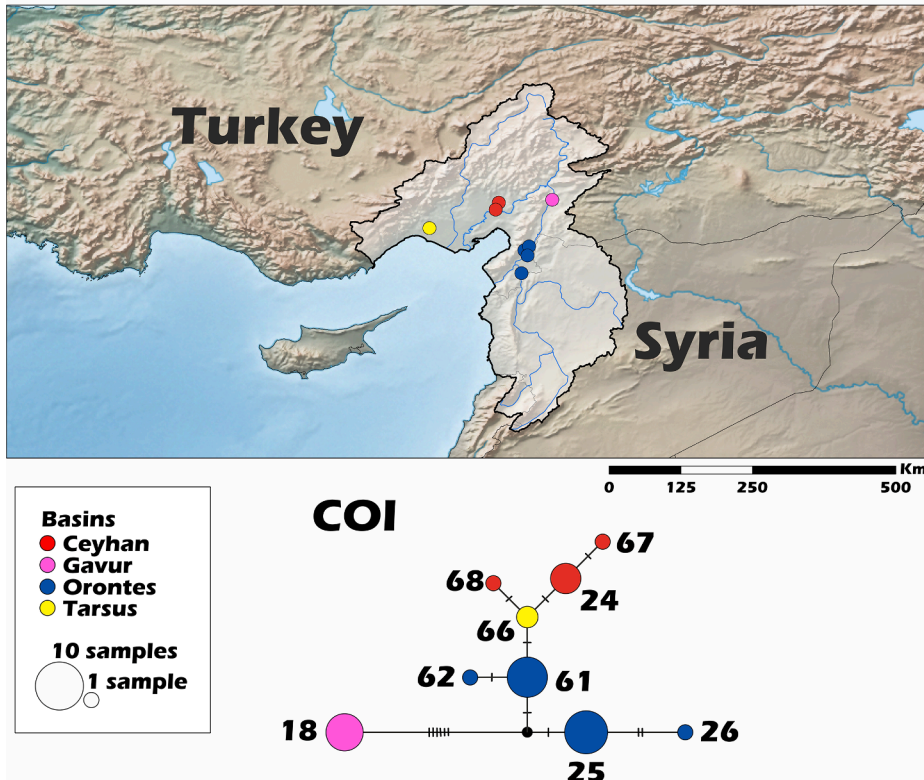 Turkey
Syria
Km
0 125 250 500
COI
Basins
Ceyhan
Gavur
Orontes
Tarsus
10 samples
1 sample
67
68
24
66
62
61
18
26
25